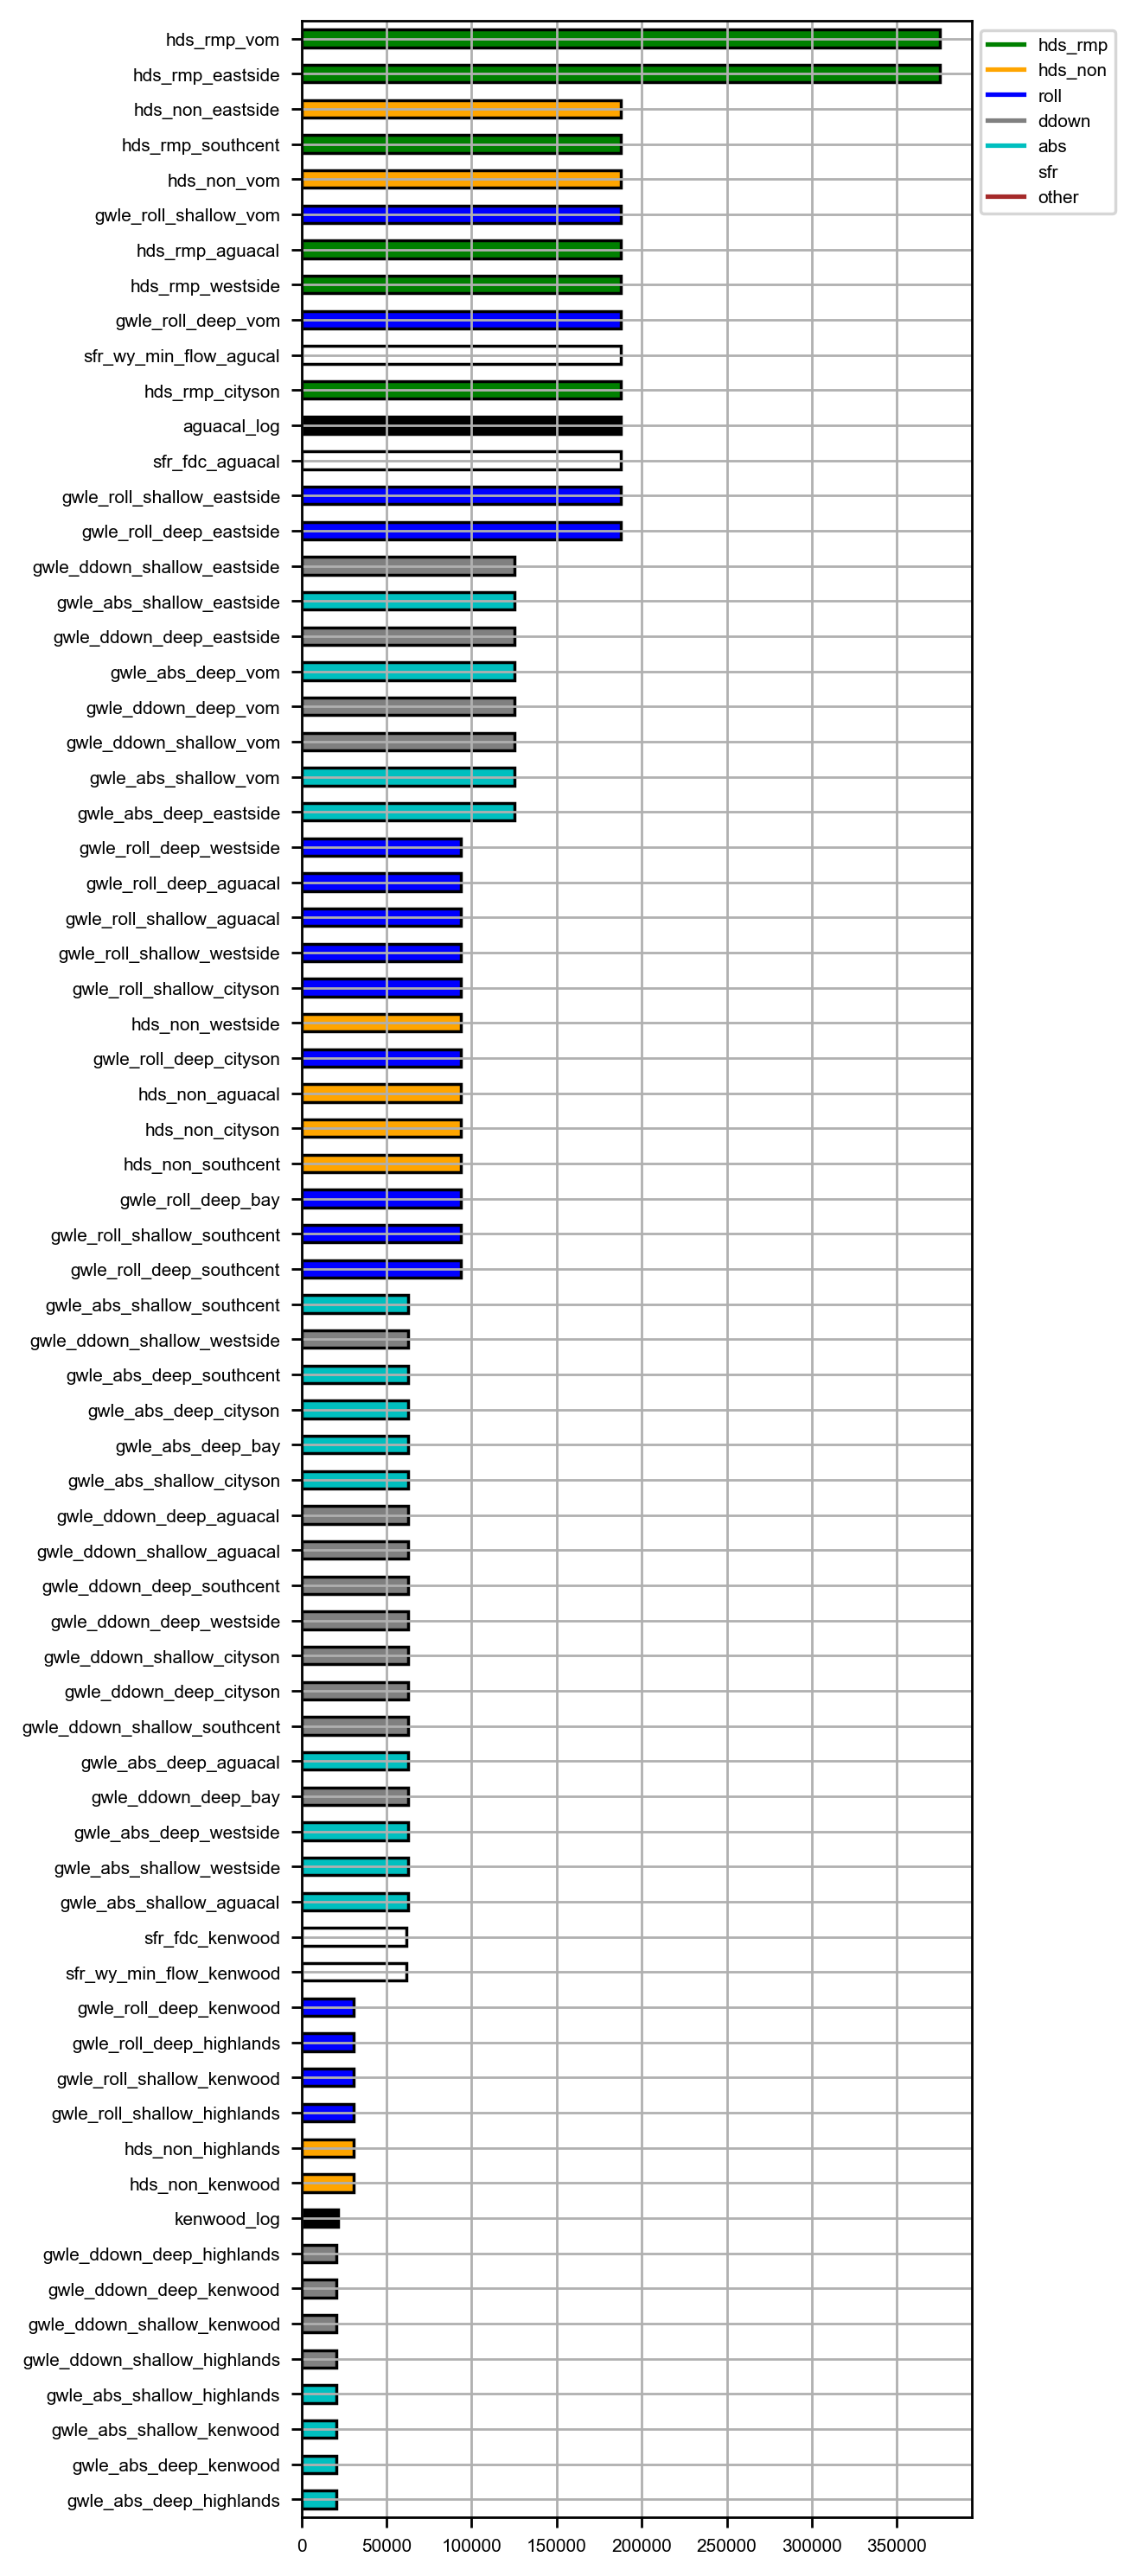 hds_rmp_vom
hds_rmp_eastside
hds_non_eastside
hds_rmp_southcent
hds_non_vom
gwle_roll_shallow_vom
hds_rmp_aguacal
hds_rmp_westside
gwle_roll_deep_vom
sfr_wy_min_flow_agucal
hds_rmp_cityson
aguacal_log
sfr_fdc_aguacal
gwle_roll_shallow_eastside
gwle_roll_deep_eastside
gwle_ddown_shallow_eastside
gwle_abs_shallow_eastside
gwle_ddown_deep_eastside
gwle_abs_deep_vom
gwle_ddown_deep_vom
gwle_ddown_shallow_vom
gwle_abs_shallow_vom
gwle_abs_deep_eastside
gwle_roll_deep_westside
gwle_roll_deep_aguacal
gwle_roll_shallow_aguacal
gwle_roll_shallow_westside
gwle_roll_shallow_cityson
hds_non_westside
gwle_roll_deep_cityson
hds_non_aguacal
hds_non_cityson
hds_non_southcent
gwle_roll_deep_bay
gwle_roll_shallow_southcent
gwle_roll_deep_southcent
gwle_abs_shallow_southcent
gwle_ddown_shallow_westside
gwle_abs_deep_southcent
gwle_abs_deep_cityson
gwle_abs_deep_bay
gwle_abs_shallow_cityson
gwle_ddown_deep_aguacal
gwle_ddown_shallow_aguacal
gwle_ddown_deep_southcent
gwle_ddown_deep_westside
gwle_ddown_shallow_cityson
gwle_ddown_deep_cityson
gwle_ddown_shallow_southcent
gwle_abs_deep_aguacal
gwle_ddown_deep_bay
gwle_abs_deep_westside
gwle_abs_shallow_westside
gwle_abs_shallow_aguacal
sfr_fdc_kenwood
sfr_wy_min_flow_kenwood
gwle_roll_deep_kenwood
gwle_roll_deep_highlands
gwle_roll_shallow_kenwood
gwle_roll_shallow_highlands
hds_non_highlands
hds_non_kenwood
kenwood_log
gwle_ddown_deep_highlands
gwle_ddown_deep_kenwood
gwle_ddown_shallow_kenwood
gwle_ddown_shallow_highlands
gwle_abs_shallow_highlands
gwle_abs_shallow_kenwood
gwle_abs_deep_kenwood
gwle_abs_deep_highlands
0 50000 100000 150000 200000 250000 300000 350000
hds_rmp
hds_non
roll
ddown
abs
sfr
other